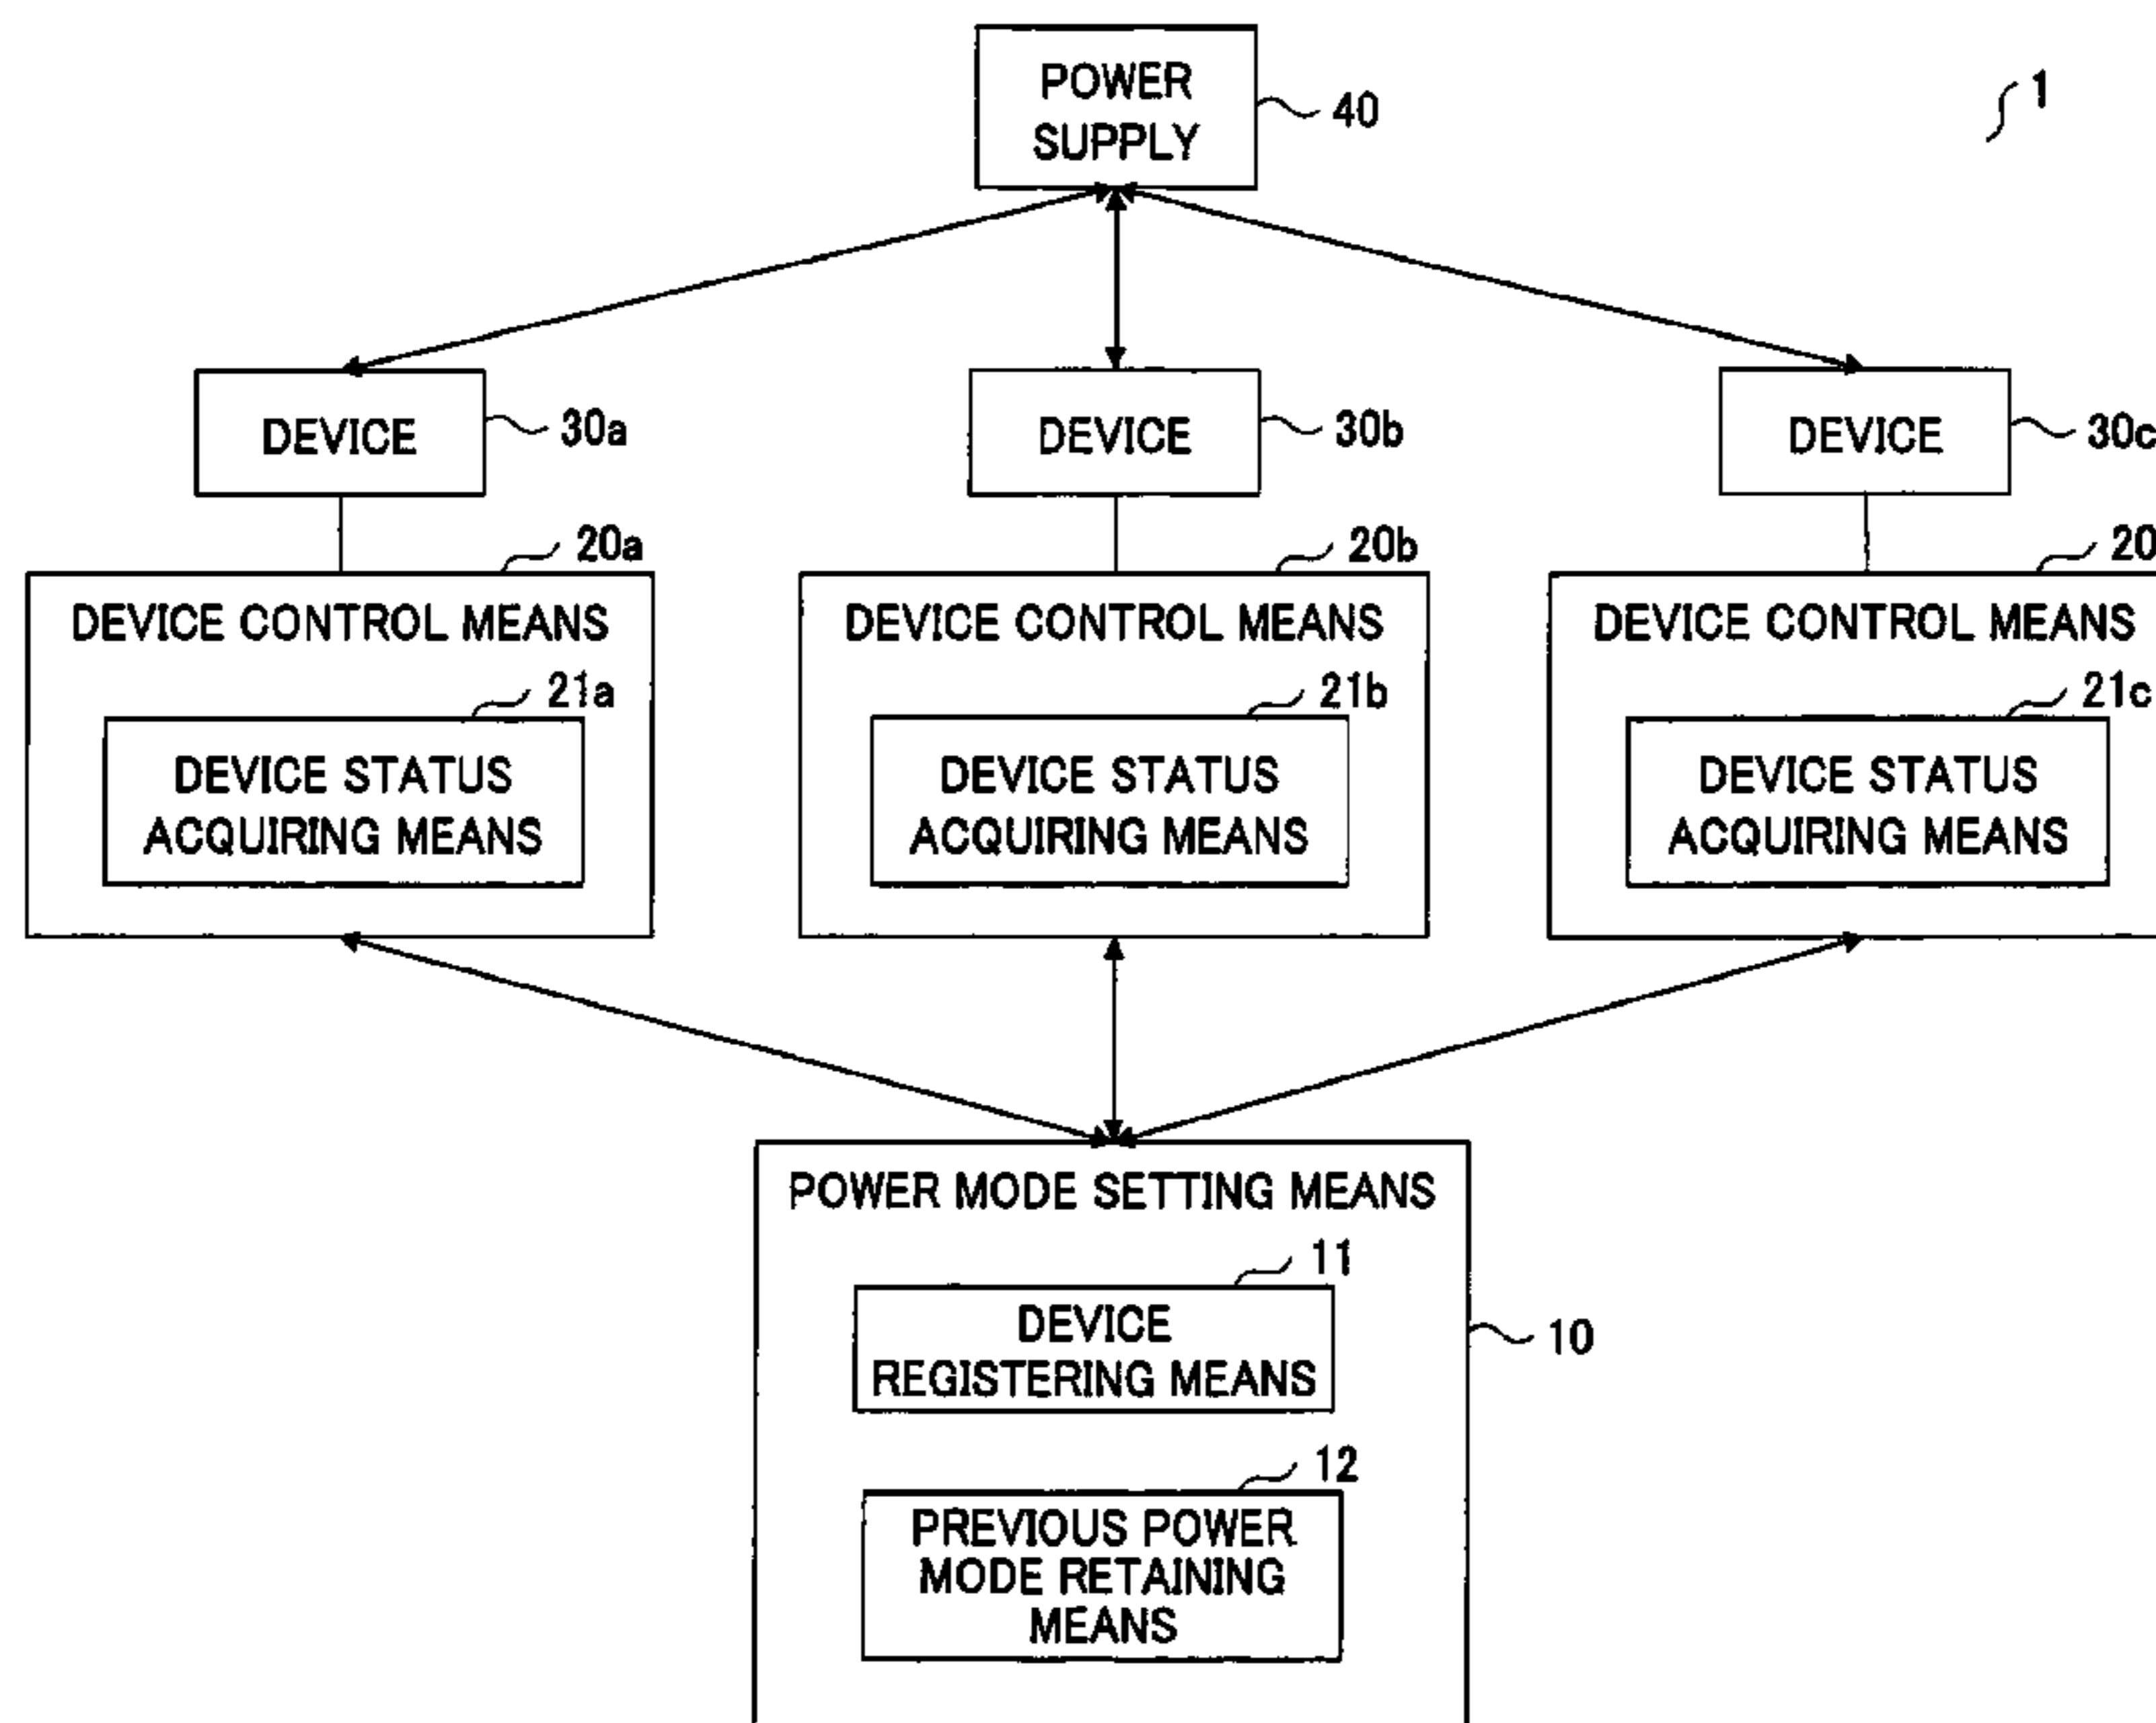 POWER
SUPPLY
40
1
DEVICE
30a
DEVICE
30b
DEVICE
30c
20a
20b
20
DEVICE CONTROL MEANS
DEVICE CONTROL MEANS
DEVICE CONTROL MEANS
21a
21b
21c
DEVICE STATUS
ACQUIRING MEANS
DEVICE STATUS
ACQUIRING MEANS
DEVICE STATUS
ACQUIRING MEANS
POWER MODE SETTING MEANS
11
DEVICE
REGISTERING MEANS
10
12
PREVIOUS POWER
MODE RETAINING
MEANS